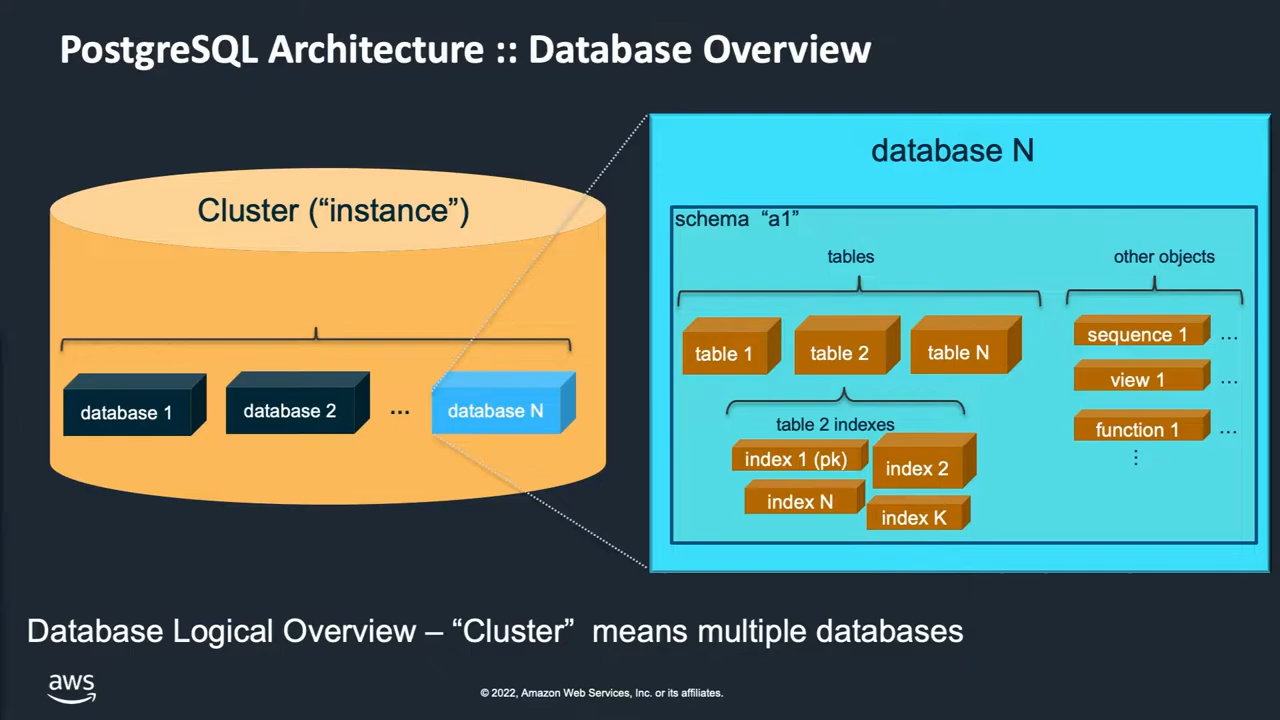 PostgreSQL Architecture :: Database Overview
Cluster (“instance”)
database 1
database 2
...
database N
database N
schema “a1”
tables
table 1
table 2
table N
table 2 indexes
index 1 (pk)
index 2
index N
index K
other objects
sequence 1 ...
view 1 ...
function 1 ...
⋮
Database Logical Overview – “Cluster” means multiple databases
aws
© 2022, Amazon Web Services, Inc. or its affiliates.